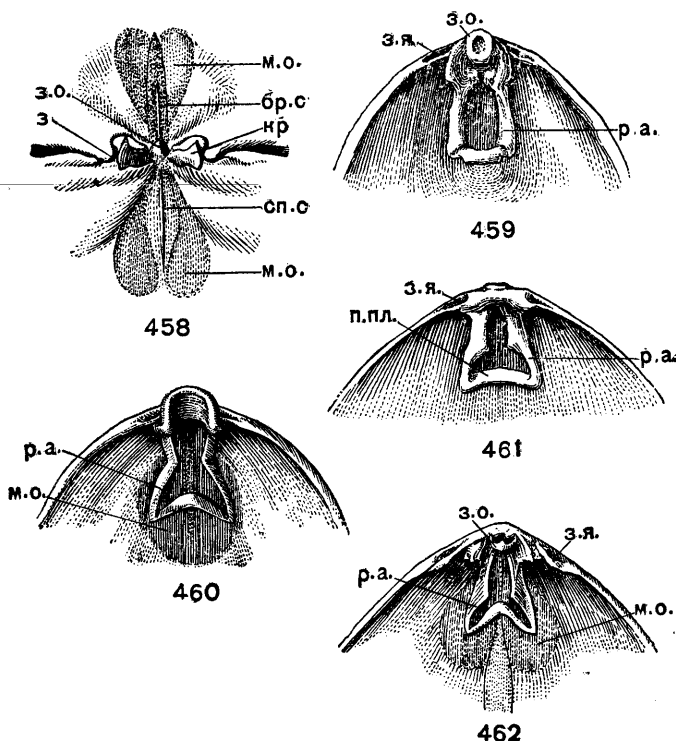 м.о.
з.о.
бр.с
з
кр
сп.с
м.о.
458
з.о.
з.я.
р.а.
459
з.я.
п.пл.
р.а.
461
р.а.
м.о.
460
з.о.
з.я.
р.а.
м.о.
462